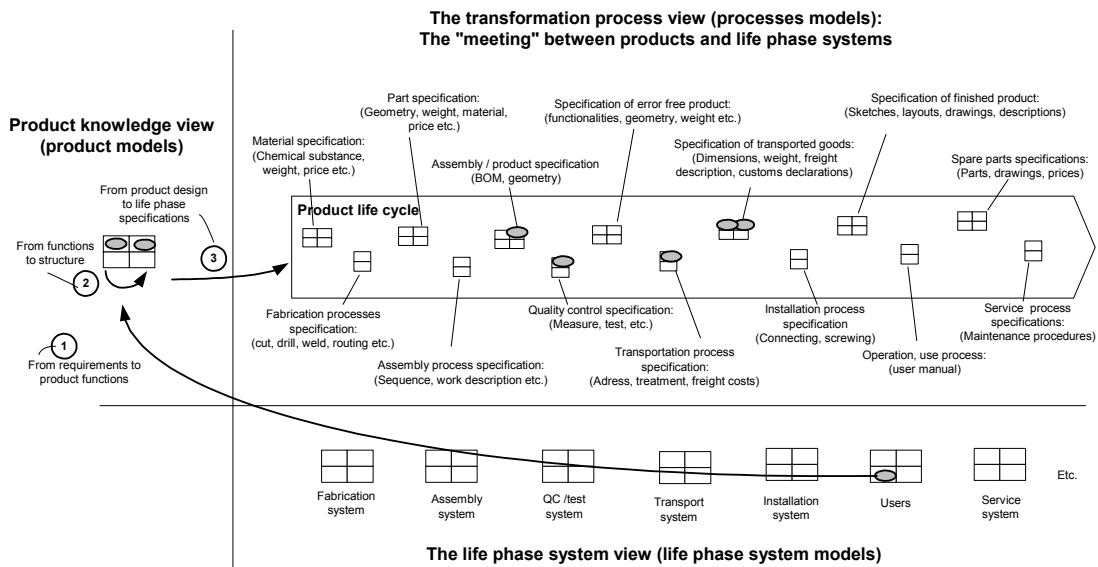 The transformation process view (processes models):
The "meeting" between products and life phase systems
Product knowledge view
(product models)
Material specification:
(Chemical substance,
weight, price etc.)
Part specification:
(Geometry, weight, material,
price etc.)
Assembly / product specification
(BOM, geometry)
Specification of error free product:
(functionalities, geometry, weight etc.)
Specification of transported goods:
(Dimensions, weight, freight
description, customs declarations)
Specification of finished product:
(Sketches, layouts, drawings, descriptions)
Spare parts specifications:
(Parts, drawings, prices)
From product design
to life phase
specifications
From functions
to structure
2
3
1
From requirements to
product functions
Product life cycle
Fabrication processes
specification:
(cut, drill, weld, routing etc.)
Assembly process specification:
(Sequence, work description etc.)
Quality control specification:
(Measure, test, etc.)
Transportation process
specification:
(Adress, treatment, freight costs)
Installation process
specification
(Connecting, screwing)
Operation, use process:
(user manual)
Service process
specifications:
(Maintenance procedures)
Fabrication
system
Assembly
system
QC /test
system
Transport
system
Installation
system
Users
Service
system
Etc.
The life phase system view (life phase system models)